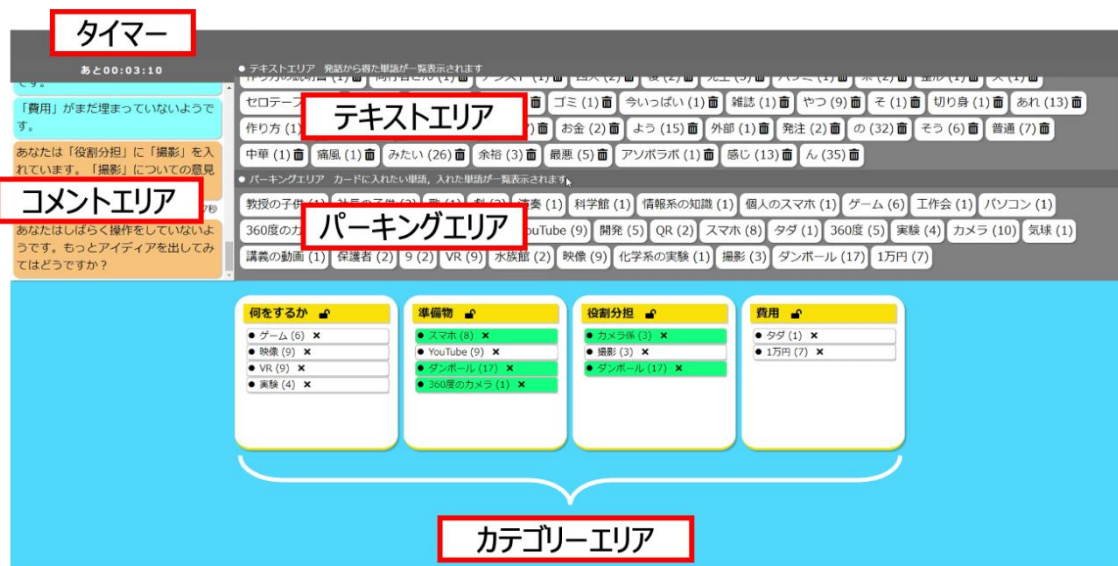 タイマー
あと00:03:10
です。
「費用」がまだ埋まっていないようで
す。
あなたは「役割分担」に「撮影」を入
れています。「撮影」についての意見
コメントエリア
7秒
あなたはしばらく操作をしていないよ
うです。もっとアイディアを出してみ
てはどうですか？
● テキストエリア 発話から得た単語が一覧表示されます
セロテープ ゴミ (1) 今いっぱい (1) 雑誌 (1) やつ (9) そ (1) 切り身 (1) あれ (13)
テキストエリア
作り方 (1) お金 (2) よう (15) 外部 (1) 発注 (2) の (32) そう (6) 普通 (7)
中華 (1) 痛風 (1) みたい (26) 余裕 (3) 最悪 (5) アソボラボ (1) 感じ (13) ん (35)
● パーキングエリア カードに入れたい単語，入れた単語が一覧表示されます
教授の子供 (1) 社長の子供 劇 演奏 (1) 科学館 (1) 情報系の知識 (1) 個人のスマホ (1) ゲーム (6) 工作会 (1) パソコン (1)
パーキングエリア
360度のカ YouTube (9) 開発 (5) QR (2) スマホ (8) タダ (1) 360度 (5) 実験 (4) カメラ (10) 気球 (1)
講義の動画 (1) 保護者 (2) 9 (2) VR (9) 水族館 (2) 映像 (9) 化学系の実験 (1) 撮影 (3) ダンボール (17) 1万円 (7)
何をするか
● ゲーム (6) ×
● 映像 (9) ×
● VR (9) ×
● 実験 (4) ×
準備物
● スマホ (8) ×
● YouTube (9) ×
● ダンボール (17) ×
● 360度のカメラ (1) ×
役割分担
● カメラ係 (3) ×
● 撮影 (3) ×
● ダンボール (17) ×
費用
● タダ (1) ×
● 1万円 (7) ×
カテゴリーエリア